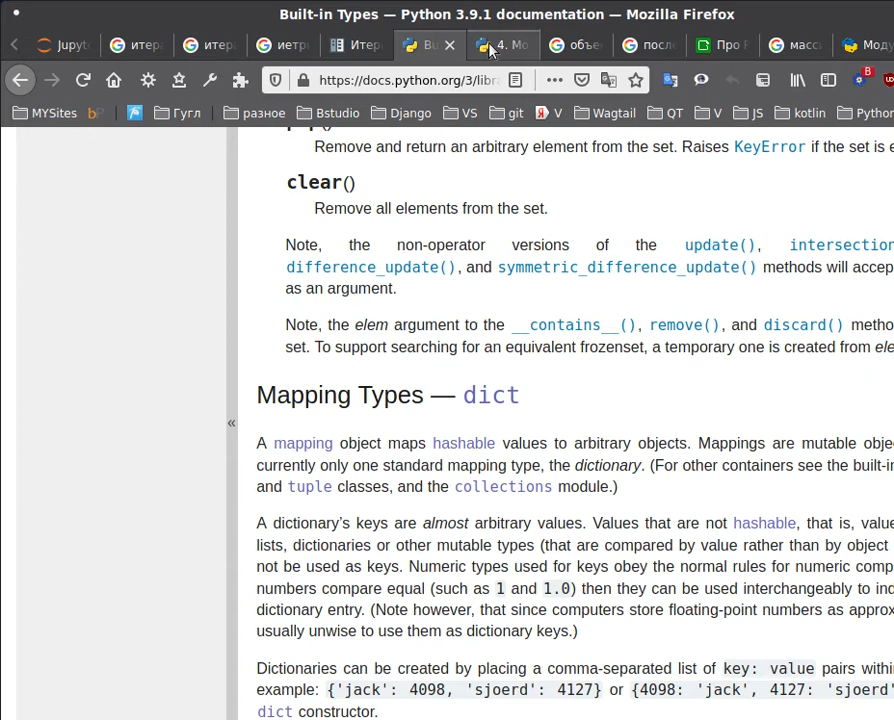 Built-in Types — Python 3.9.1 documentation — Mozilla Firefox
Jupyt итера итера иетра Итер Bu 4. Mo объе после Про F масс Моду
https://docs.python.org/3/libra B
MYSites bP Гугл разное Bstudio Django VS git V Wagtail QT V JS kotlin Python
Remove and return an arbitrary element from the set. Raises KeyError if the set is e
clear()
Remove all elements from the set.
Note, the non-operator versions of the update(), intersection
difference_update(), and symmetric_difference_update() methods will accep
as an argument.
Note, the elem argument to the __contains__(), remove(), and discard() metho
set. To support searching for an equivalent frozenset, a temporary one is created from ele
Mapping Types — dict
«
A mapping object maps hashable values to arbitrary objects. Mappings are mutable obje
currently only one standard mapping type, the dictionary. (For other containers see the built-in
and tuple classes, and the collections module.)
A dictionary’s keys are almost arbitrary values. Values that are not hashable, that is, value
lists, dictionaries or other mutable types (that are compared by value rather than by object
not be used as keys. Numeric types used for keys obey the normal rules for numeric comp
numbers compare equal (such as 1 and 1.0) then they can be used interchangeably to ind
dictionary entry. (Note however, that since computers store floating-point numbers as approx
usually unwise to use them as dictionary keys.)
Dictionaries can be created by placing a comma-separated list of key: value pairs within
example: {'jack': 4098, 'sjoerd': 4127} or {4098: 'jack', 4127: 'sjoerd'
dict constructor.